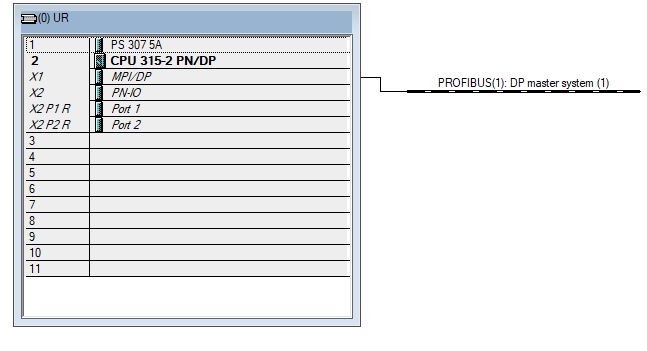 (0) UR
1 PS 307 5A
2 CPU 315-2 PN/DP
X1 MPI/DP
X2 PN-IO
X2 P1 R Port 1
X2 P2 R Port 2
3
4
5
6
7
8
9
10
11
PROFIBUS(1): DP master system (1)